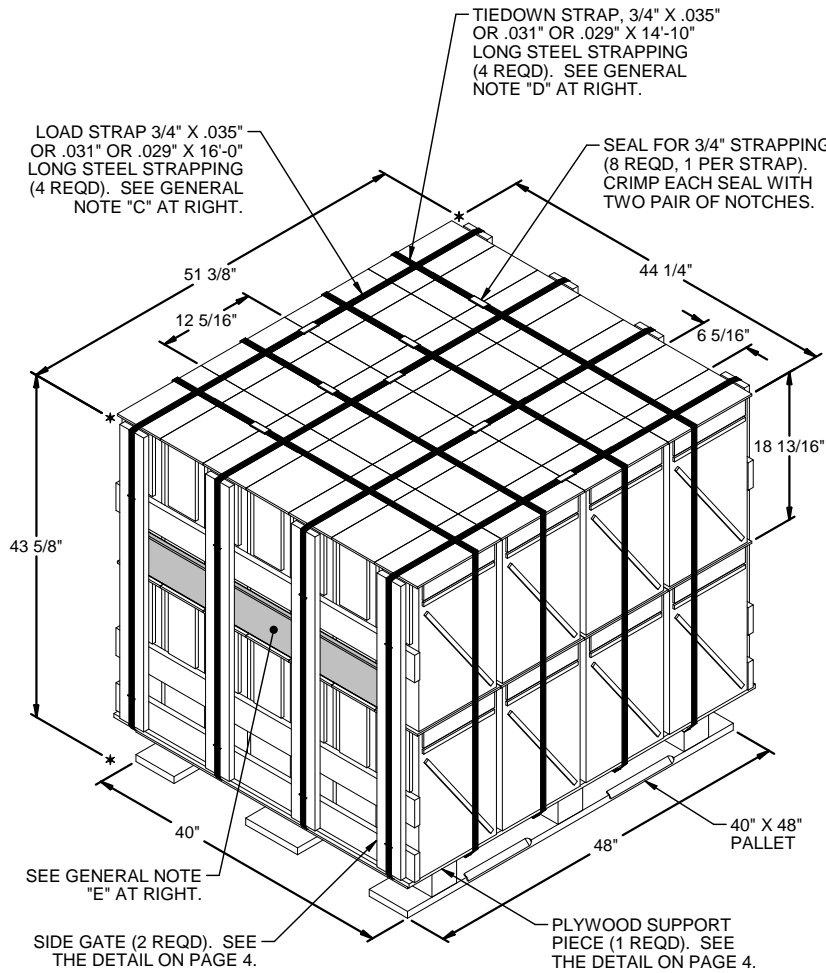 TIEDOWN STRAP, 3/4" X .035"
OR .031" OR .029" X 14'-10"
LONG STEEL STRAPPING
(4 REQD). SEE GENERAL
NOTE "D" AT RIGHT.
LOAD STRAP 3/4" X .035"
OR .031" OR .029" X 16'-0"
LONG STEEL STRAPPING
(4 REQD). SEE GENERAL
NOTE "C" AT RIGHT.
SEAL FOR 3/4" STRAPPING
(8 REQD, 1 PER STRAP).
CRIMP EACH SEAL WITH
TWO PAIR OF NOTCHES.
51 3/8"
44 1/4"
12 5/16"
6 5/16"
18 13/16"
43 5/8"
40"
48"
40" X 48"
PALLET
SEE GENERAL NOTE
"E" AT RIGHT.
SIDE GATE (2 REQD). SEE
THE DETAIL ON PAGE 4.
PLYWOOD SUPPORT
PIECE (1 REQD). SEE
THE DETAIL ON PAGE 4.